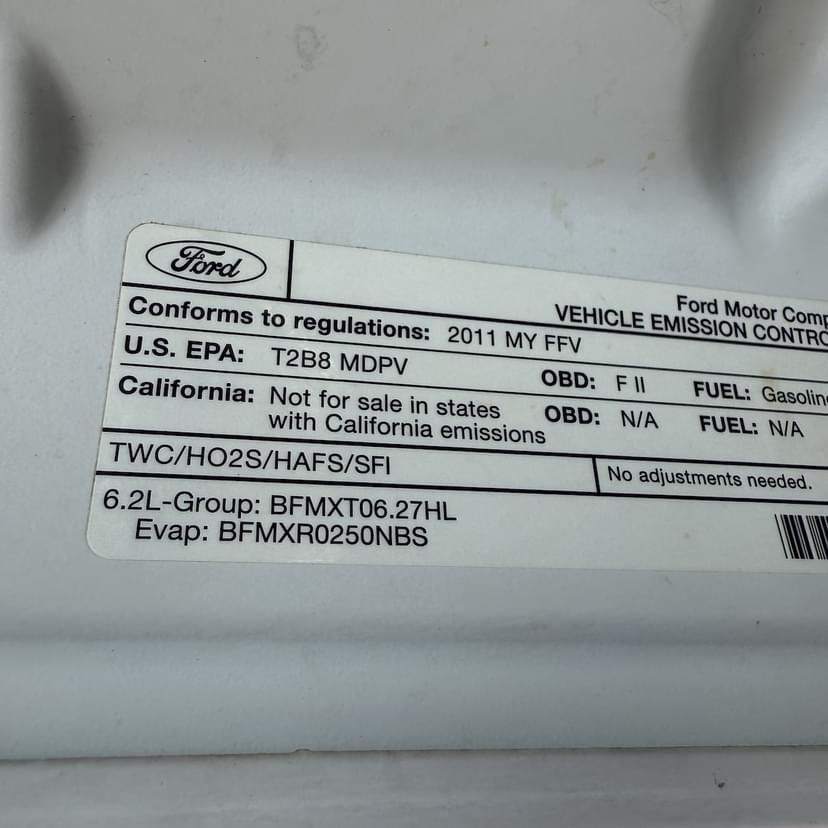 Ford
Ford Motor Comp
VEHICLE EMISSION CONTRO
Conforms to regulations: 2011 MY FFV
U.S. EPA: T2B8 MDPV OBD: F II FUEL: Gasoline
California: Not for sale in states with California emissions OBD: N/A FUEL: N/A
TWC/HO2S/HAFS/SFI No adjustments needed.
6.2L-Group: BFMXT06.27HL
Evap: BFMXR0250NBS